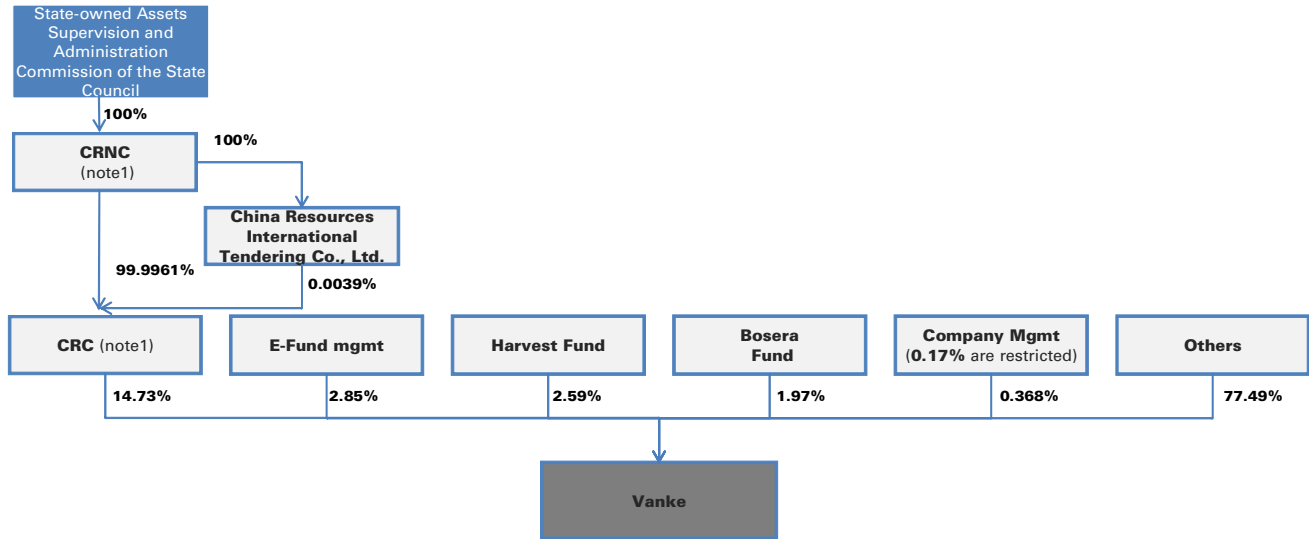 State-owned Assets
Supervision and
Administration
Commission of the State
Council
100%
CRNC
(note1)
100%
China Resources
International
Tendering Co., Ltd.
99.9961%
0.0039%
CRC (note1)
E-Fund mgmt
Harvest Fund
Bosera
Fund
Company Mgmt
(0.17% are restricted)
Others
14.73%
2.85%
2.59%
1.97%
0.368%
77.49%
Vanke